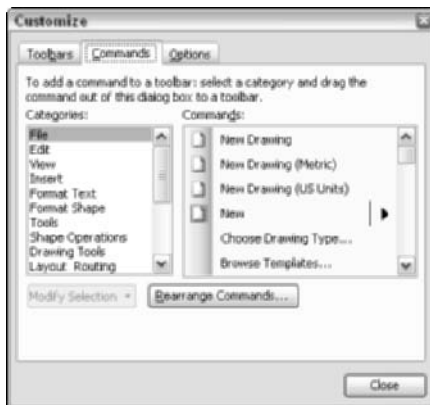 Customize
Toolbars Commands Options
To add a command to a toolbar: select a category and drag the
command out of this dialog box to a toolbar.
Categories: Commands:
File
Edit
View
Insert
Format Text
Format Shape
Tools
Shape Operations
Drawing Tools
Layout Routing
New Drawing
New Drawing (Metric)
New Drawing (US Units)
New
Choose Drawing Type...
Browse Templates...
Modify Selection
Rearrange Commands...
Close